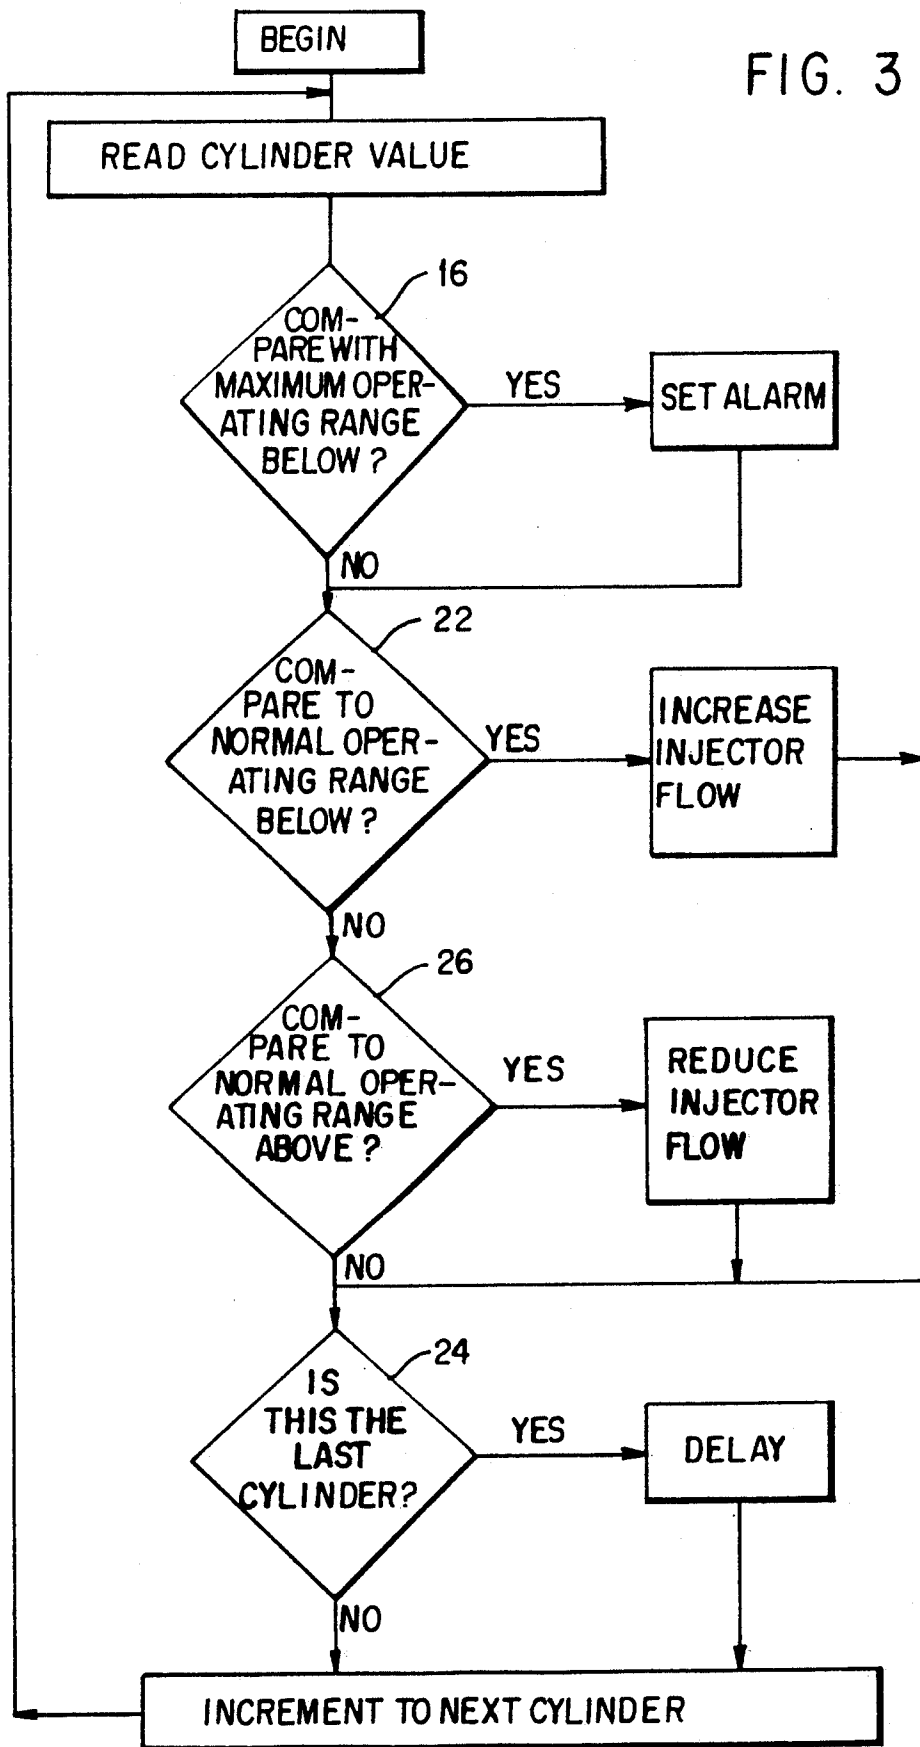 BEGIN
FIG. 3
READ CYLINDER VALUE
16
COM-
PARE WITH
MAXIMUM OPER-
ATING RANGE
BELOW?
YES
SET ALARM
NO
22
COM-
PARE TO
NORMAL OPER-
ATING RANGE
BELOW?
YES
INCREASE
INJECTOR
FLOW
NO
26
COM-
PARE TO
NORMAL OPER-
ATING RANGE
ABOVE?
YES
REDUCE
INJECTOR
FLOW
NO
24
IS
THIS THE
LAST
CYLINDER?
YES
DELAY
NO
INCREMENT TO NEXT CYLINDER